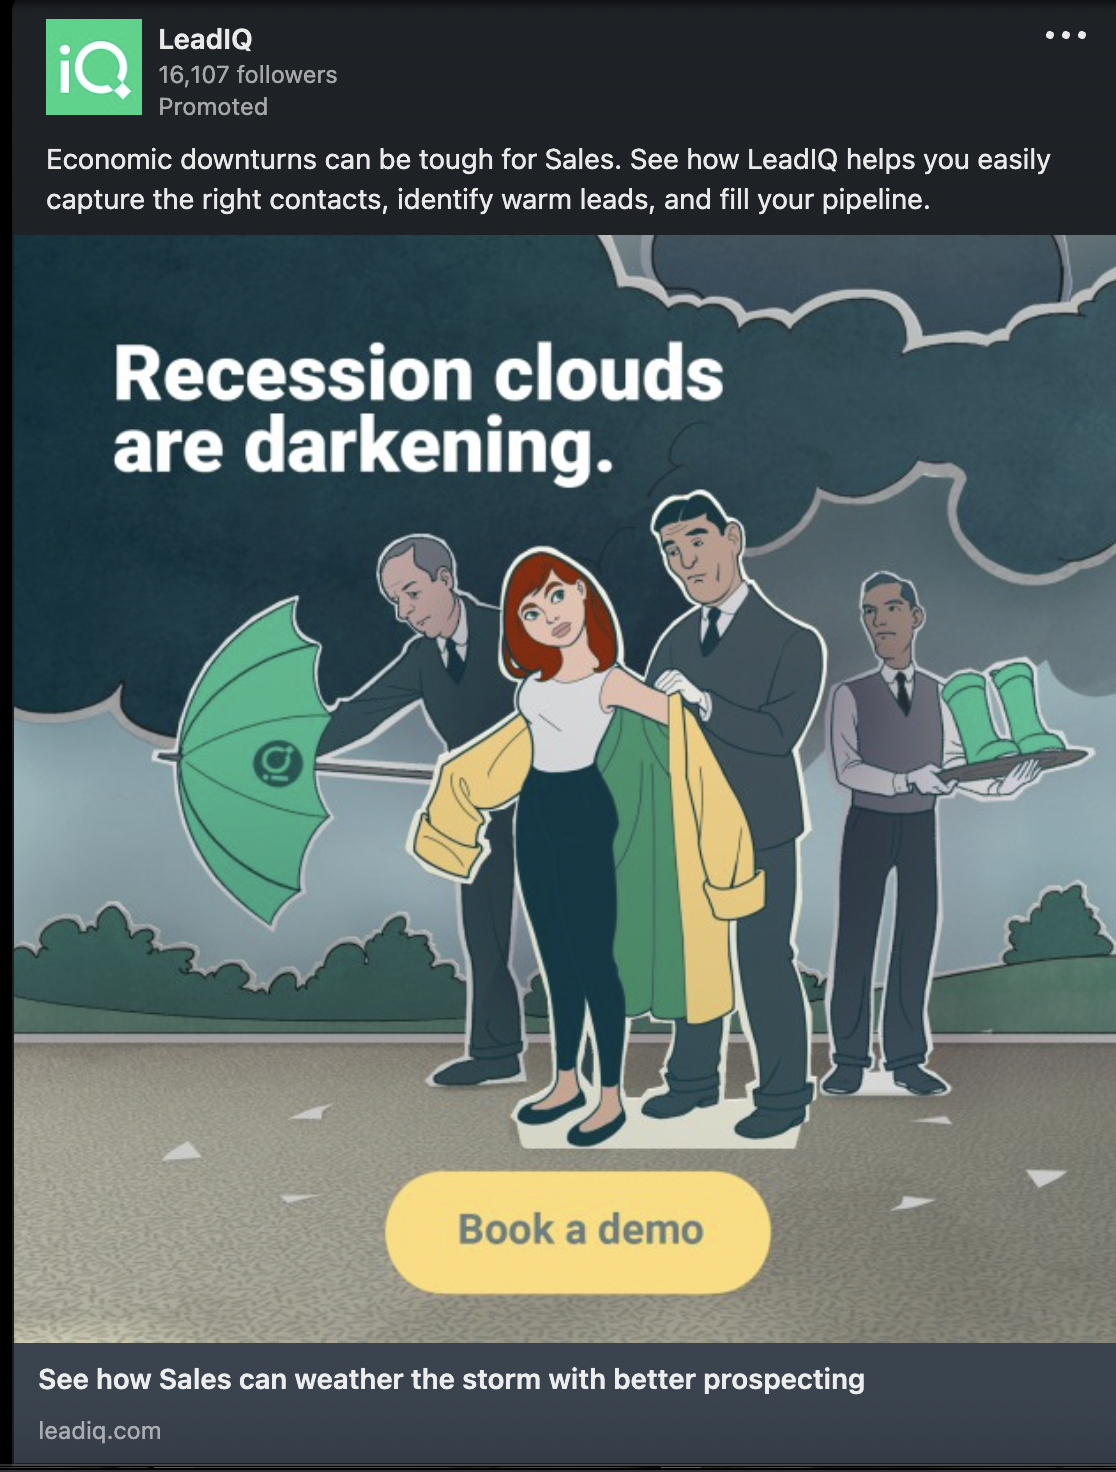 iQ
LeadIQ
16,107 followers
Promoted
Economic downturns can be tough for Sales. See how LeadIQ helps you easily
capture the right contacts, identify warm leads, and fill your pipeline.
Recession clouds
are darkening.
iQ
Book a demo
See how Sales can weather the storm with better prospecting
leadiq.com